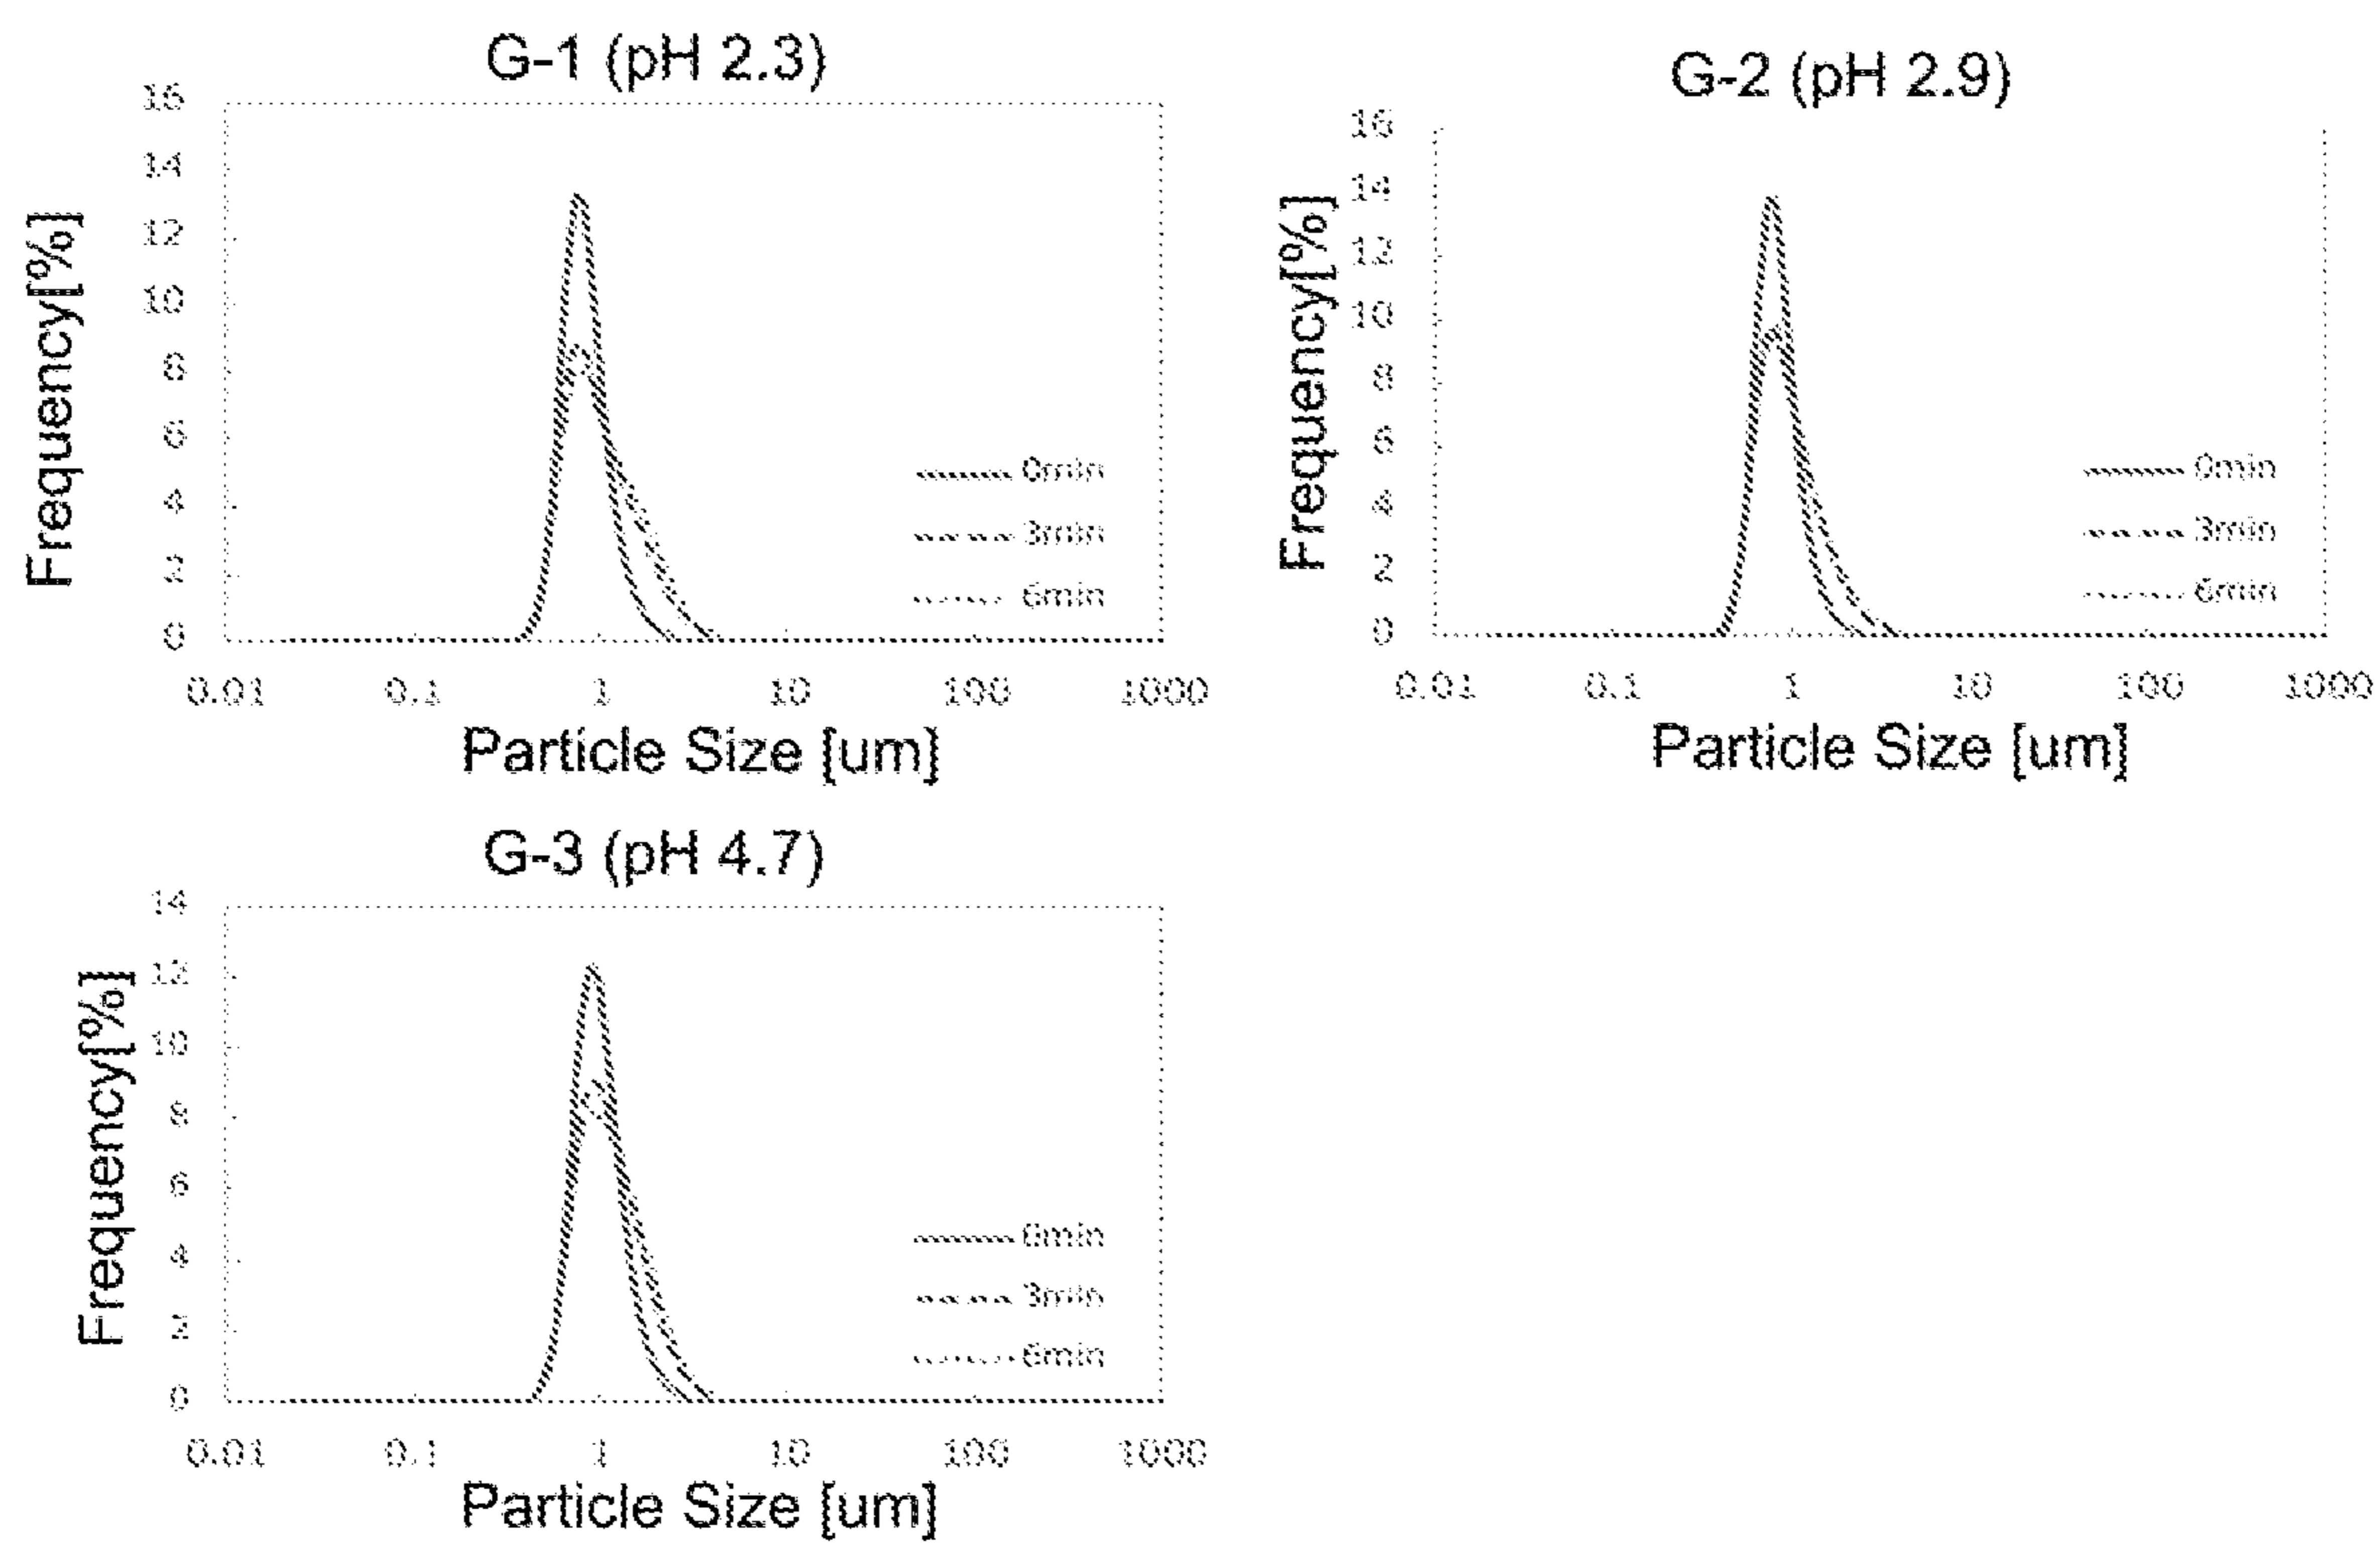 G-1 (pH 2.3)
16
14
12
10
8
6
4
2
0
Frequency[%]
0min
3min
6min
0.01 0.1 1 10 100 1000
Particle Size [um]
G-2 (pH 2.9)
16
14
12
10
8
6
4
2
0
Frequency[%]
0min
3min
6min
0.01 0.1 1 10 100 1000
Particle Size [um]
G-3 (pH 4.7)
14
12
10
8
6
4
2
0
Frequency[%]
0min
3min
6min
0.01 0.1 1 10 100 1000
Particle Size [um]